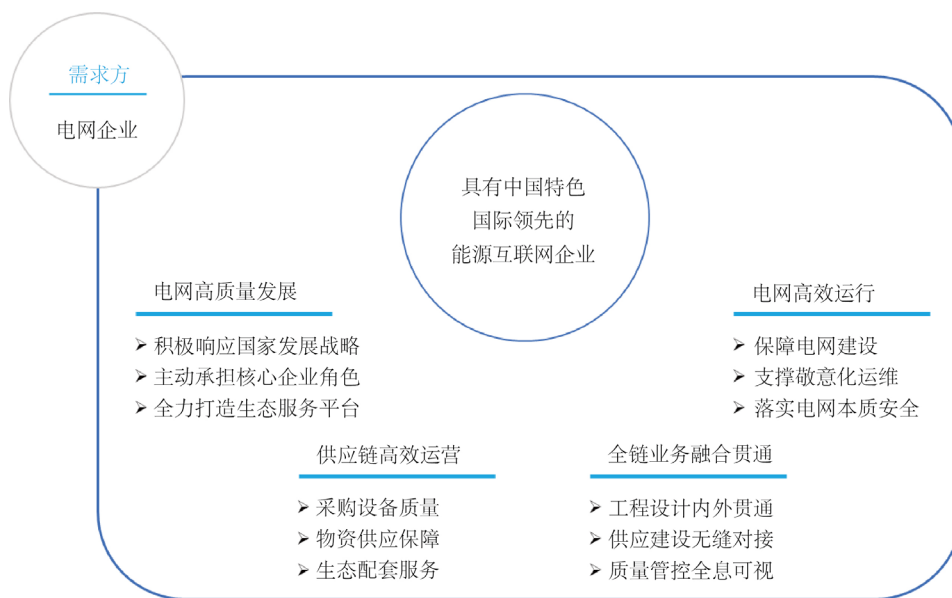 需求方
电网企业
具有中国特色
国际领先的
能源互联网企业
电网高质量发展
➢ 积极响应国家发展战略
➢ 主动承担核心企业角色
➢ 全力打造生态服务平台
电网高效运行
➢ 保障电网建设
➢ 支撑敬意化运维
➢ 落实电网本质安全
供应链高效运营
➢ 采购设备质量
➢ 物资供应保障
➢ 生态配套服务
全链业务融合贯通
➢ 工程设计内外贯通
➢ 供应建设无缝对接
➢ 质量管控全息可视